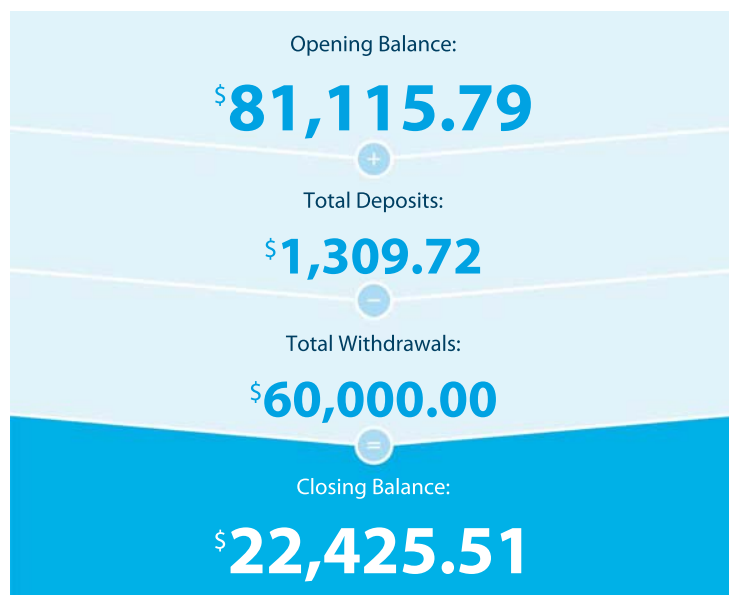 Opening Balance:
$81,115.79
+
Total Deposits:
$1,309.72
−
Total Withdrawals:
$60,000.00
=
Closing Balance:
$22,425.51